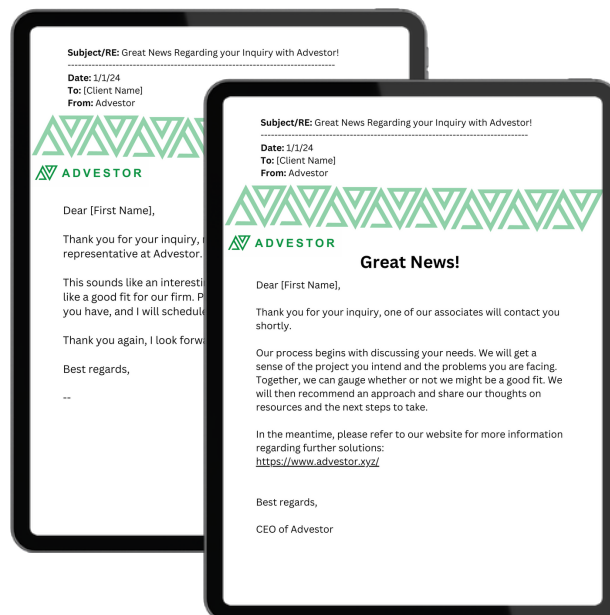 Subject/RE: Great News Regarding your Inquiry with Advestor!
--------------------------------------------------------------------------------
Date: 1/1/24
To: [Client Name]
From: Advestor
ADVESTOR
Dear [First Name],
Thank you for your inquiry,
representative at Advestor.
This sounds like an
like a good fit for our firm.
you have, and I will
Thank you again, I look
Best regards,
--
Subject/RE: Great News Regarding your Inquiry with Advestor!
--------------------------------------------------------------------------------
Date: 1/1/24
To: [Client Name]
From: Advestor
ADVESTOR
Great News!
Dear [First Name],
Thank you for your inquiry, one of our associates will contact you
shortly.
Our process begins with discussing your needs. We will get a
sense of the project you intend and the problems you are facing.
Together, we can gauge whether or not we might be a good fit. We
will then recommend an approach and share our thoughts on
resources and the next steps to take.
In the meantime, please refer to our website for more information
regarding further solutions:
https://www.advestor.xyz/
Best regards,
CEO of Advestor